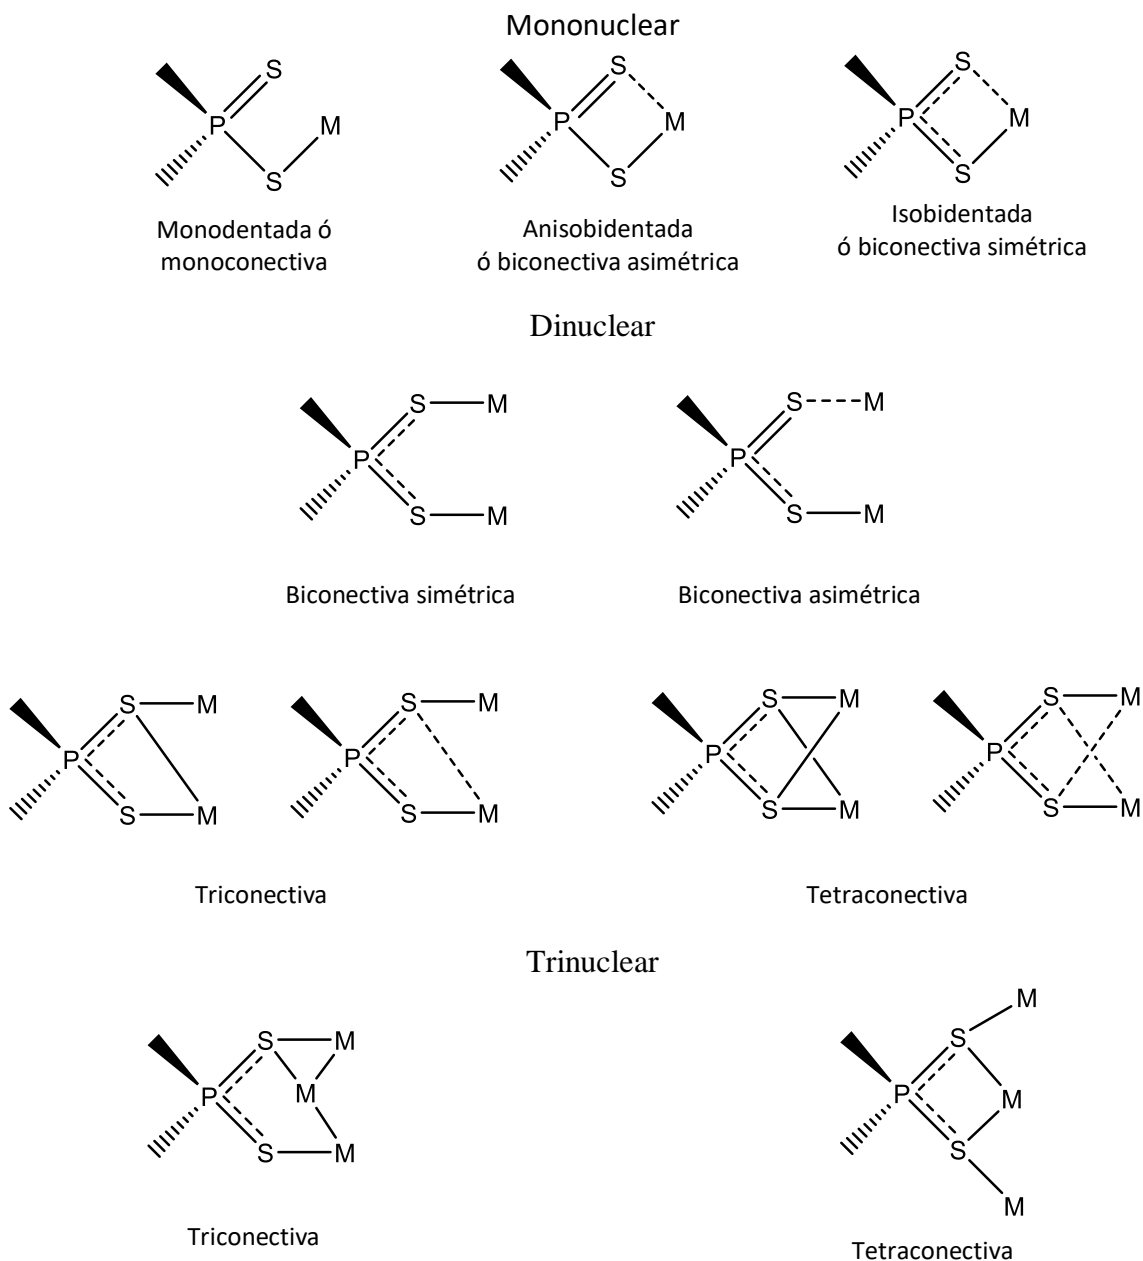 Mononuclear
S
P
M
S
S
P
M
S
S
P
M
S
Monodentada ó
monoconectiva
Anisobidentada
ó biconectiva asimétrica
Isobidentada
ó biconectiva simétrica
Dinuclear
S
M
P
S
M
S
M
P
S
M
Biconectiva simétrica
Biconectiva asimétrica
S
M
P
S
M
S
M
P
S
M
S
M
P
S
M
S
M
P
S
M
Triconectiva
Tetraconectiva
Trinuclear
S
M
P
M
S
M
M
S
P
M
S
M
Triconectiva
Tetraconectiva